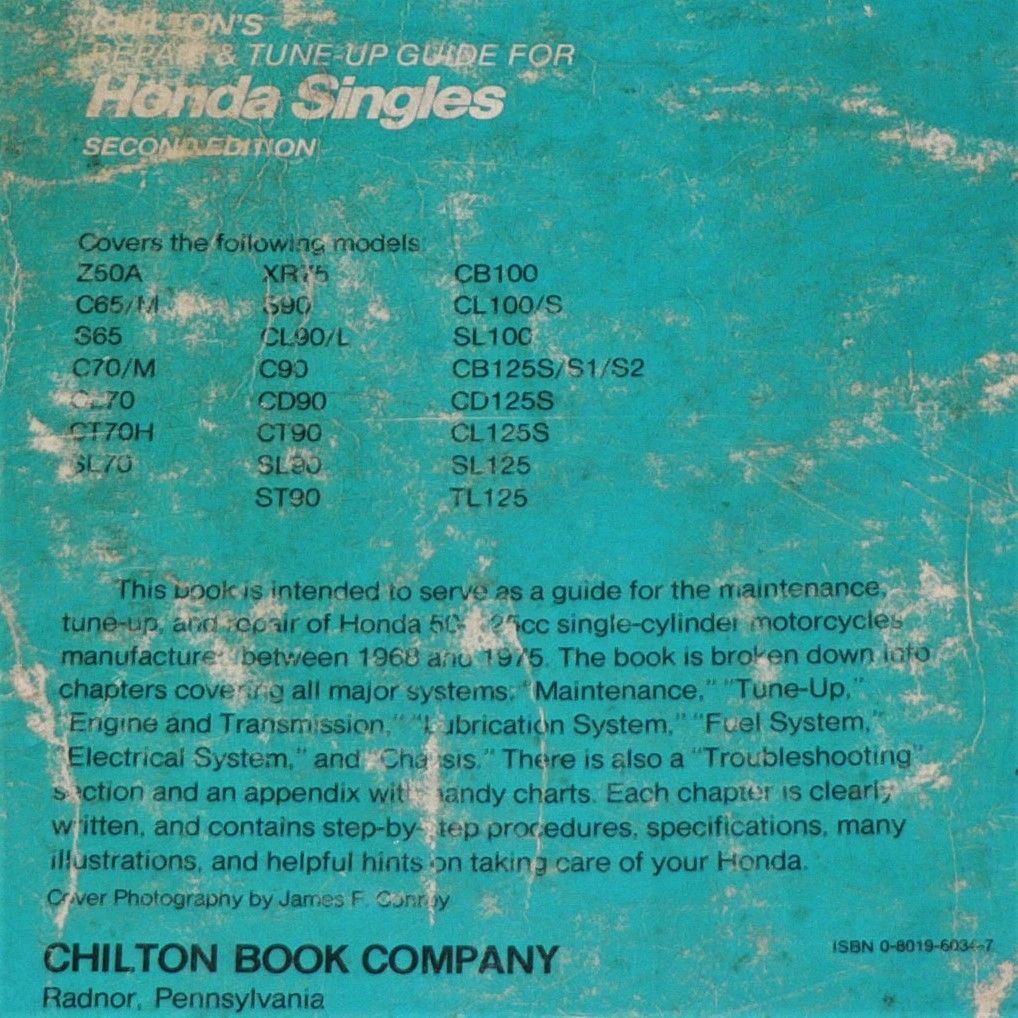 CHILTON'S
REPAIR & TUNE-UP GUIDE FOR
Honda Singles
SECOND EDITION
Covers the following models:
Z50A XR75 CB100
C65/M S90 CL100/S
S65 CL90/L SL100
C70/M C90 CB125S/S1/S2
CL70 CD90 CD125S
CT70H CT90 CL125S
SL70 SL90 SL125
ST90 TL125
This book is intended to serve as a guide for the maintenance,
tune-up, and repair of Honda 50-125cc single-cylinder motorcycles
manufactured between 1968 and 1975. The book is broken down into
chapters covering all major systems: "Maintenance," "Tune-Up,"
"Engine and Transmission," "Lubrication System," "Fuel System,"
"Electrical System," and "Chassis." There is also a "Troubleshooting"
section and an appendix with handy charts. Each chapter is clearly
written, and contains step-by-step procedures, specifications, many
illustrations, and helpful hints on taking care of your Honda.
Cover Photography by James F. Conroy
CHILTON BOOK COMPANY
Radnor, Pennsylvania
ISBN 0-8019-6034-7